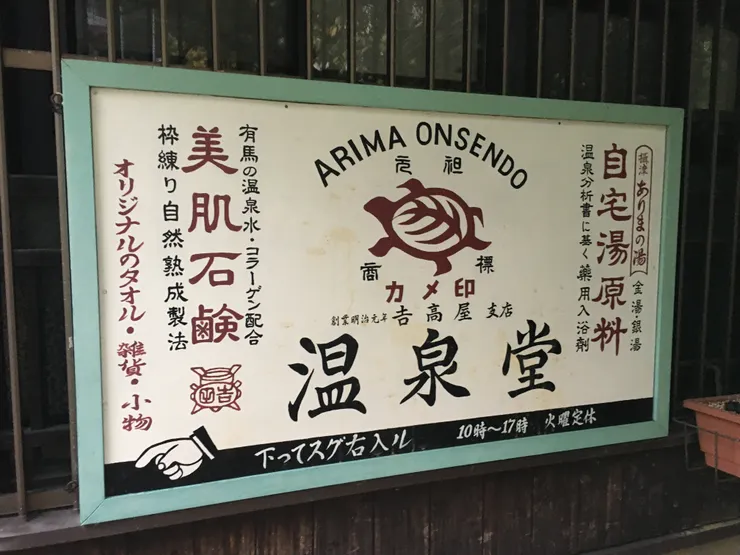 ARIMA ONSENDO
元祖
商標
カメ印
創業明治元年 吉高屋 支店
温泉堂
摂津 ありまの湯
金湯・銀湯
自宅湯原料
温泉分析書に基く薬用入浴剤
有馬の温泉水・コラーゲン配合
美肌石鹸
枠練り自然熟成製法
オリジナルのタオル・雑貨・小物
下ってスグ右入ル 10時~17時 火曜定休